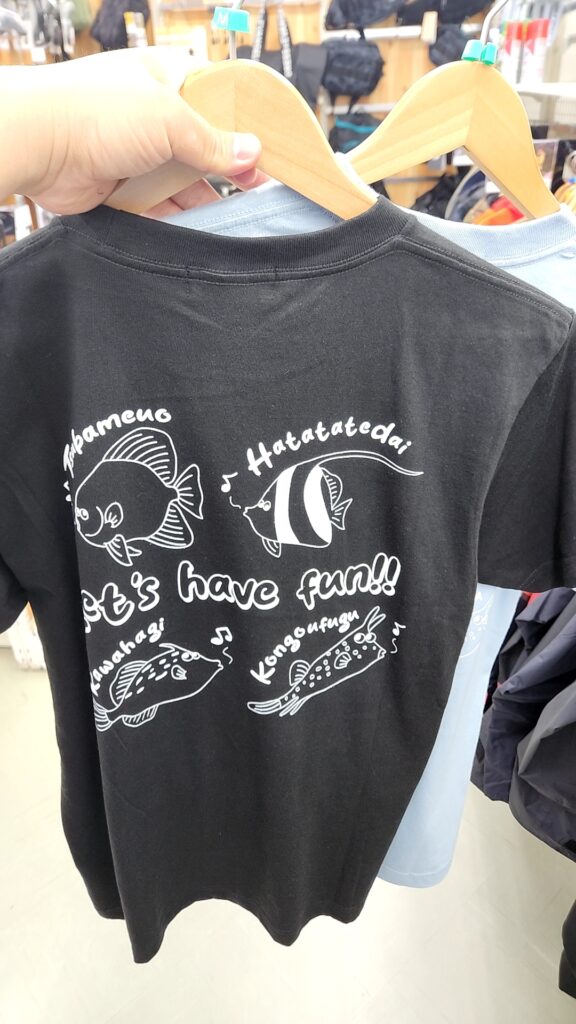 Tsubameuo
Hatatatedai
Let's have fun!!
Kawahagi
Kongoufugu
M